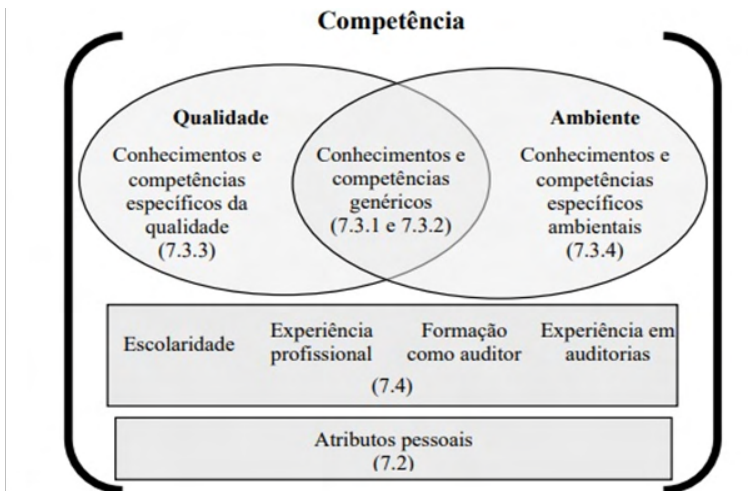 Competência
Qualidade
Conhecimentos e
competências
específicos da
qualidade
(7.3.3)
Conhecimentos e
competências
genéricos
(7.3.1 e 7.3.2)
Ambiente
Conhecimentos e
competências
específicos
ambientais
(7.3.4)
Escolaridade
Experiência
profissional
Formação
como auditor
Experiência em
auditorias
(7.4)
Atributos pessoais
(7.2)